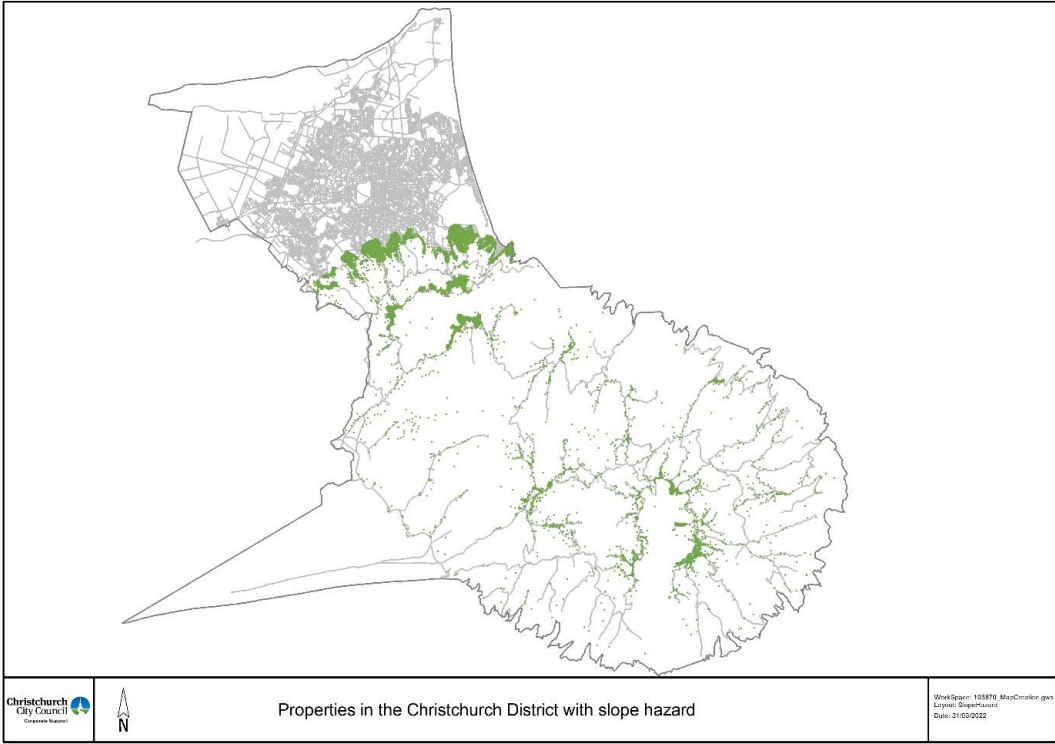 Christchurch
City Council
Corporate Support
N
Properties in the Christchurch District with slope hazard
WorkSpace: 105870_MapCreation.gws
Layout: SlopeHazard
Date: 31/03/2022